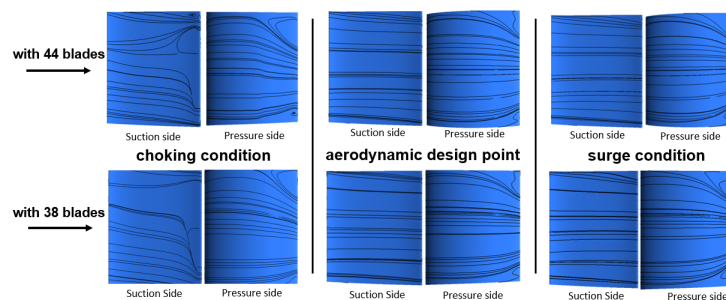 with 44 blades
Suction side Pressure side Suction side Pressure side Suction side Pressure side
choking condition aerodynamic design point surge condition
with 38 blades
Suction Side Pressure side Suction Side Pressure side Suction Side Pressure side